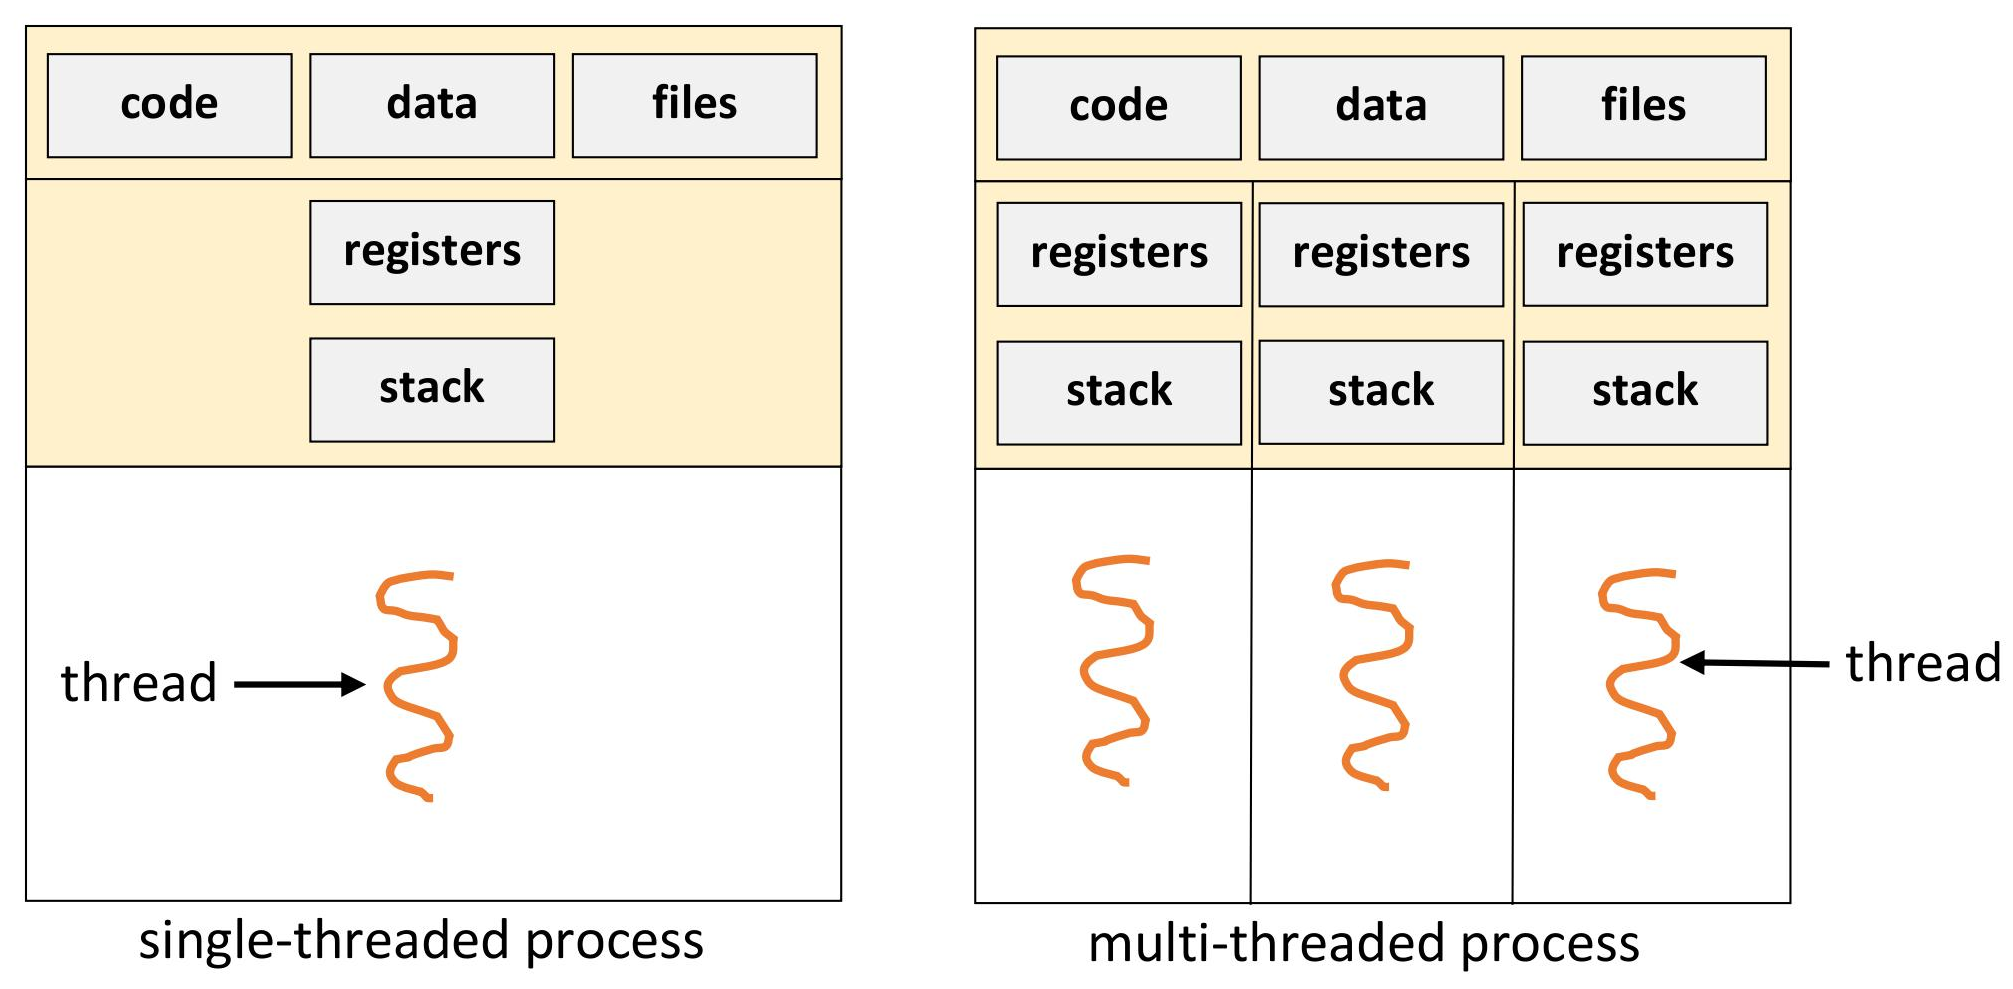 code data files
registers
stack
thread
single-threaded process
code data files
registers registers registers
stack stack stack
thread
multi-threaded process